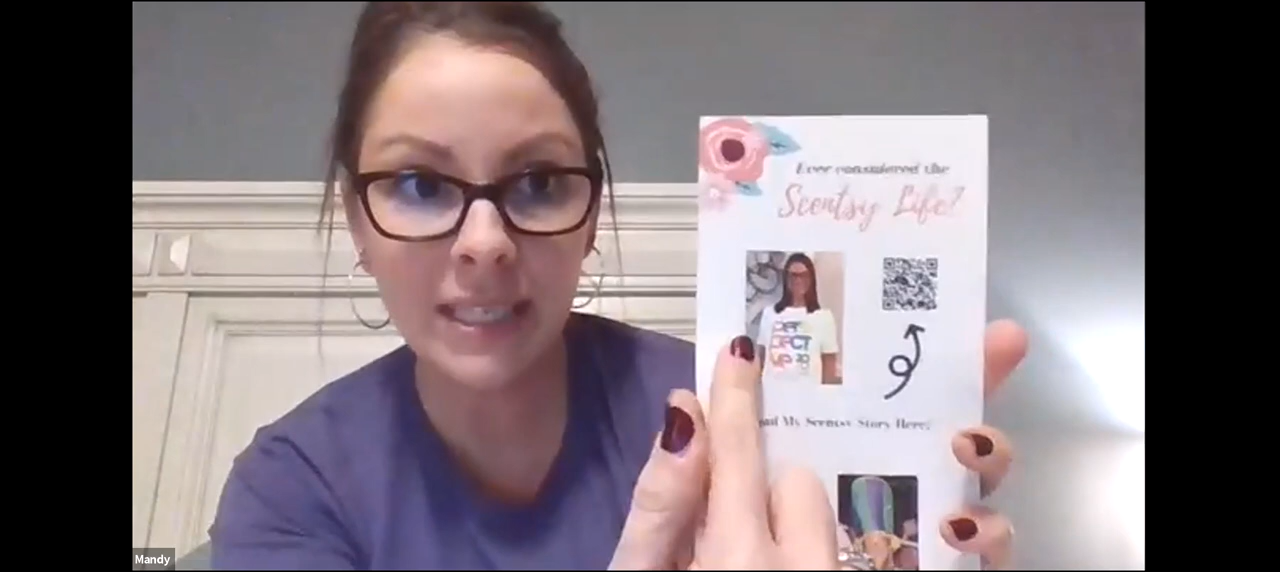 Ever considered the
Scentsy Life?
My Scentsy Story Here!
Mandy